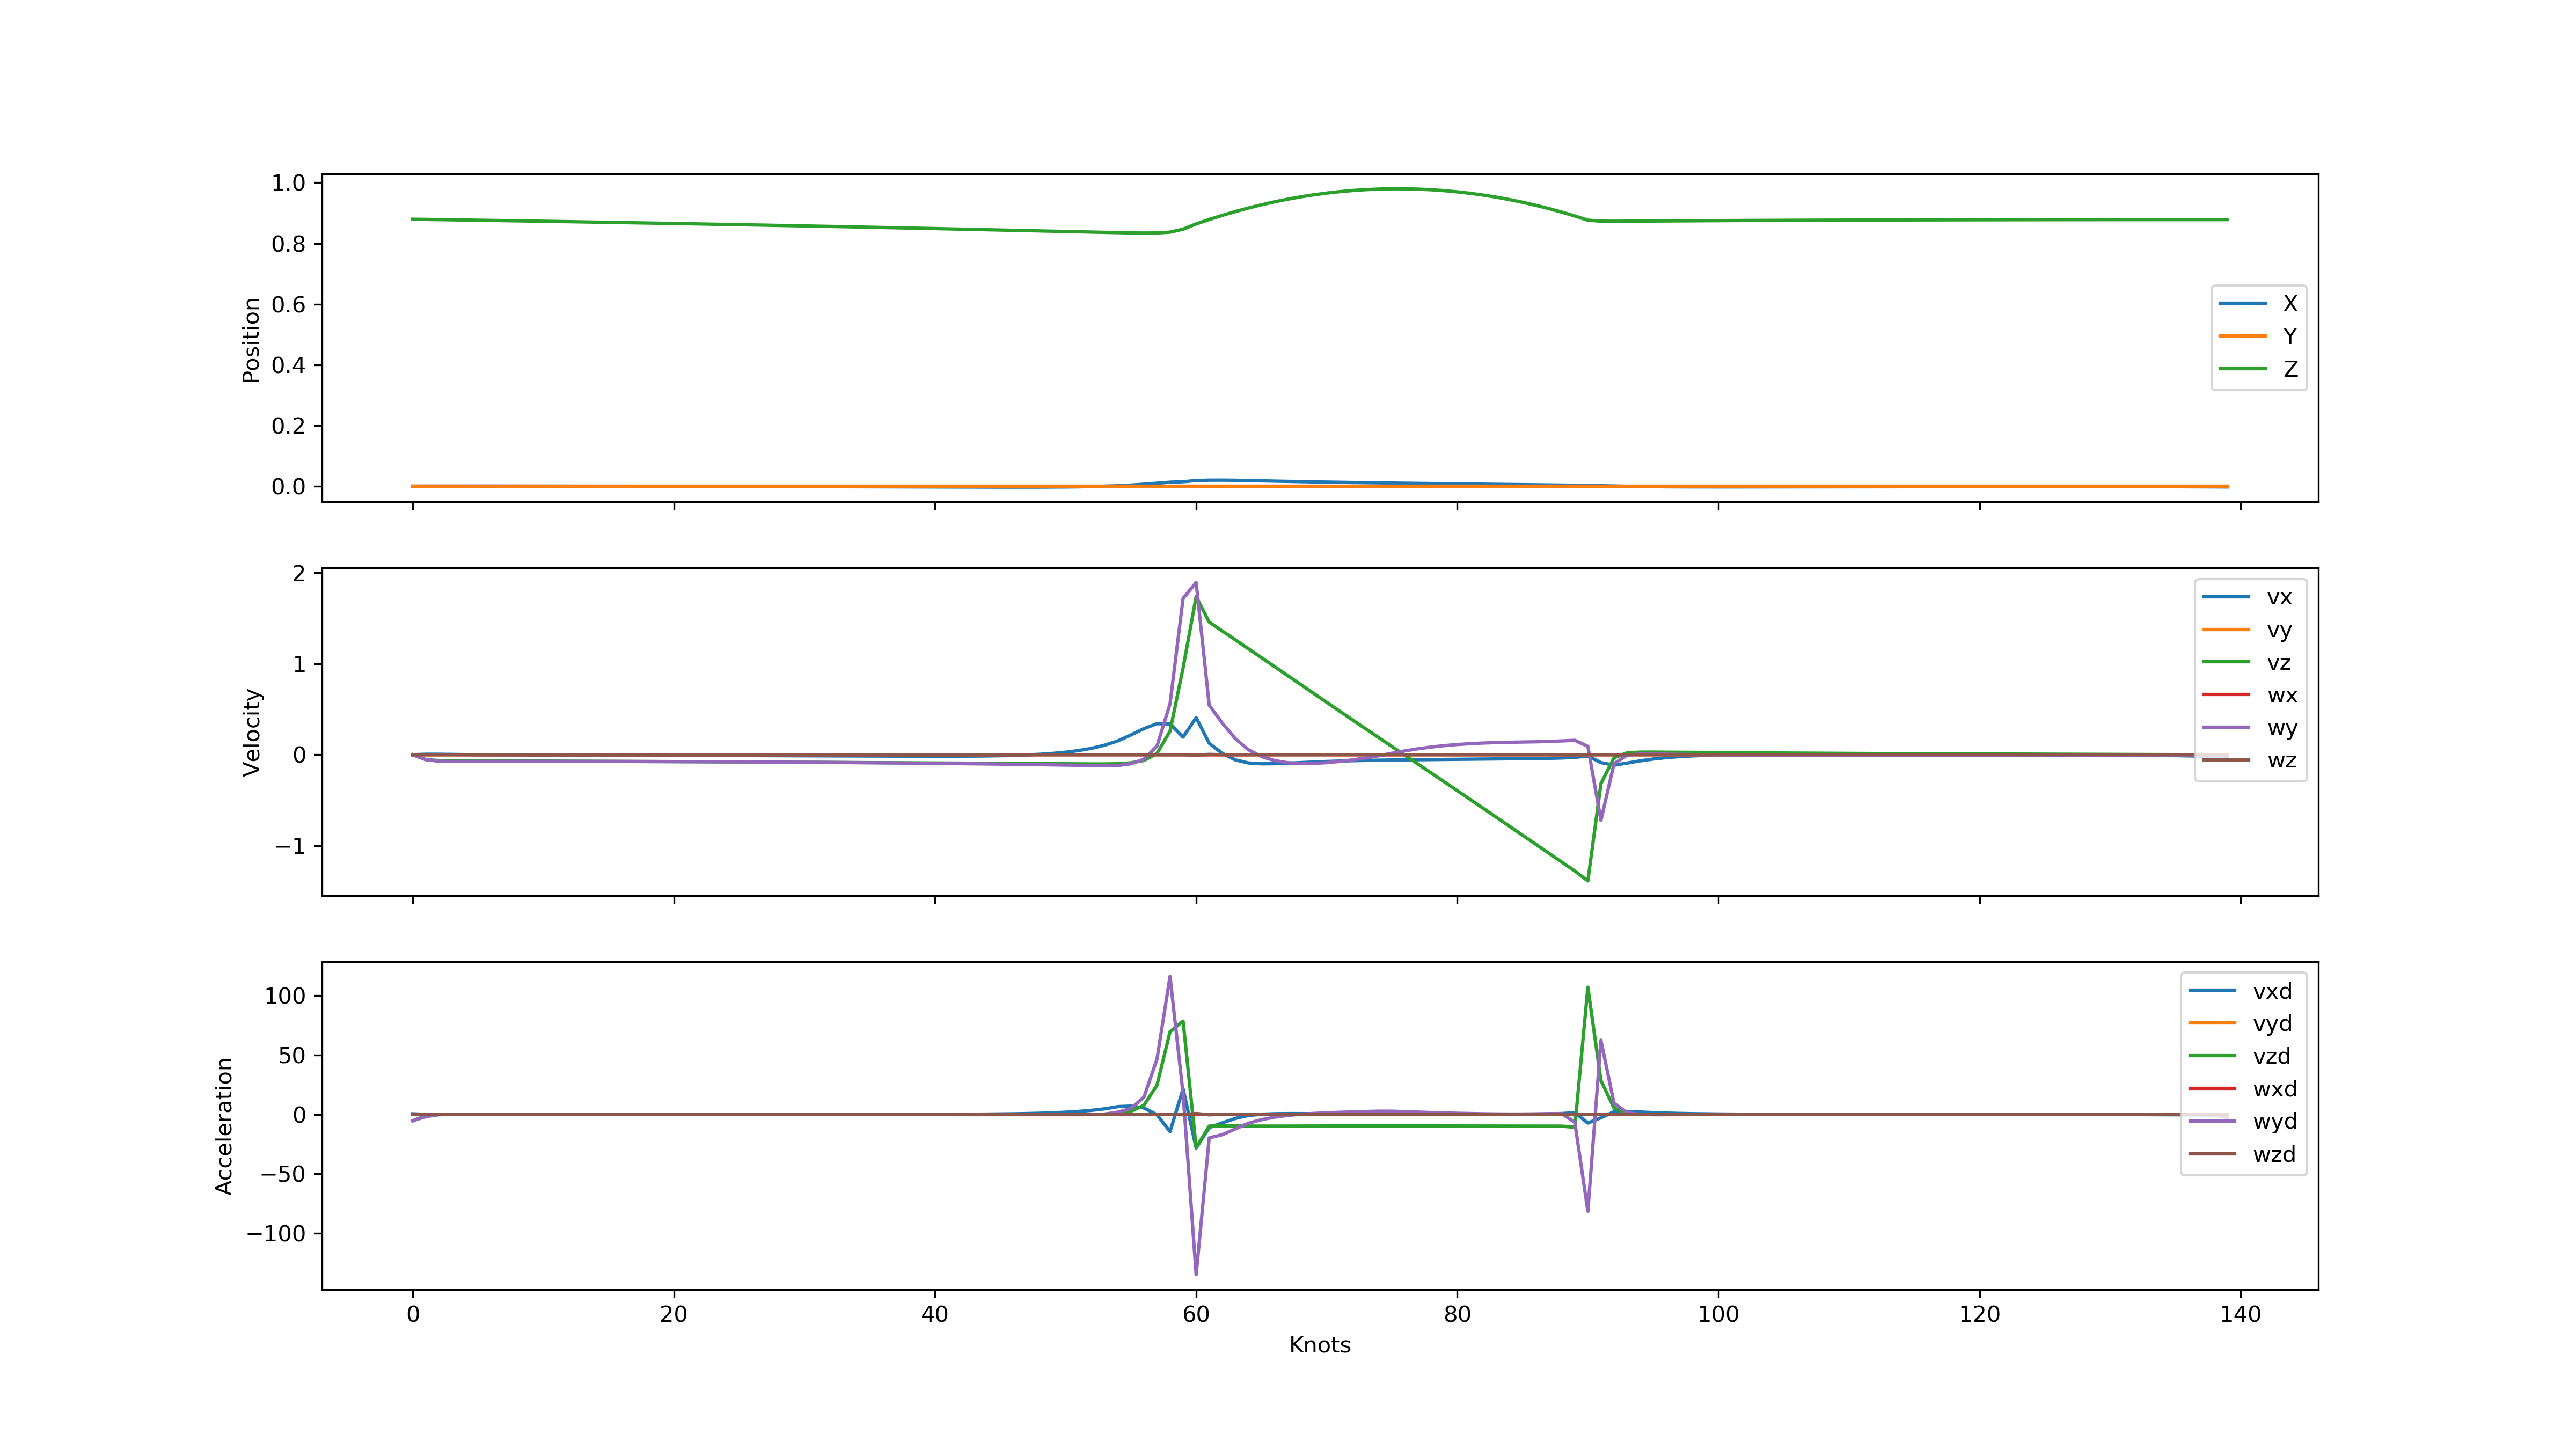 1.0
0.8
0.6
0.4
0.2
0.0
Position
X
Y
Z
2
1
0
−1
Velocity
vx
vy
vz
wx
wy
wz
100
50
0
−50
−100
Acceleration
vxd
vyd
vzd
wxd
wyd
wzd
0 20 40 60 80 100 120 140
Knots